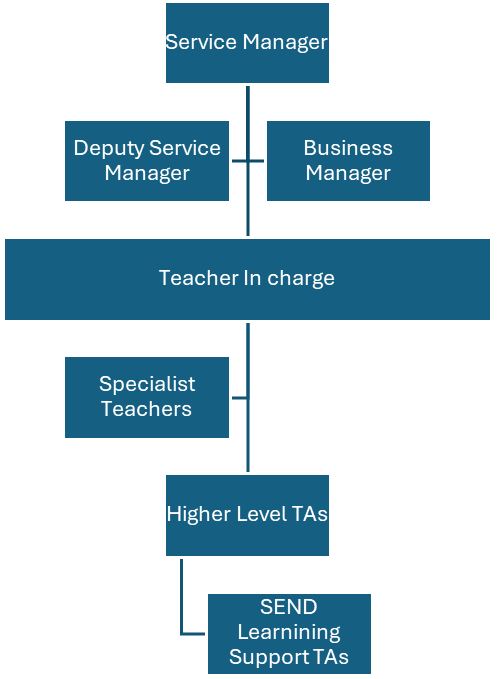 Service Manager
Deputy Service
Manager
Business
Manager
Teacher In charge
Specialist
Teachers
Higher Level TAs
SEND
Learnining
Support TAs